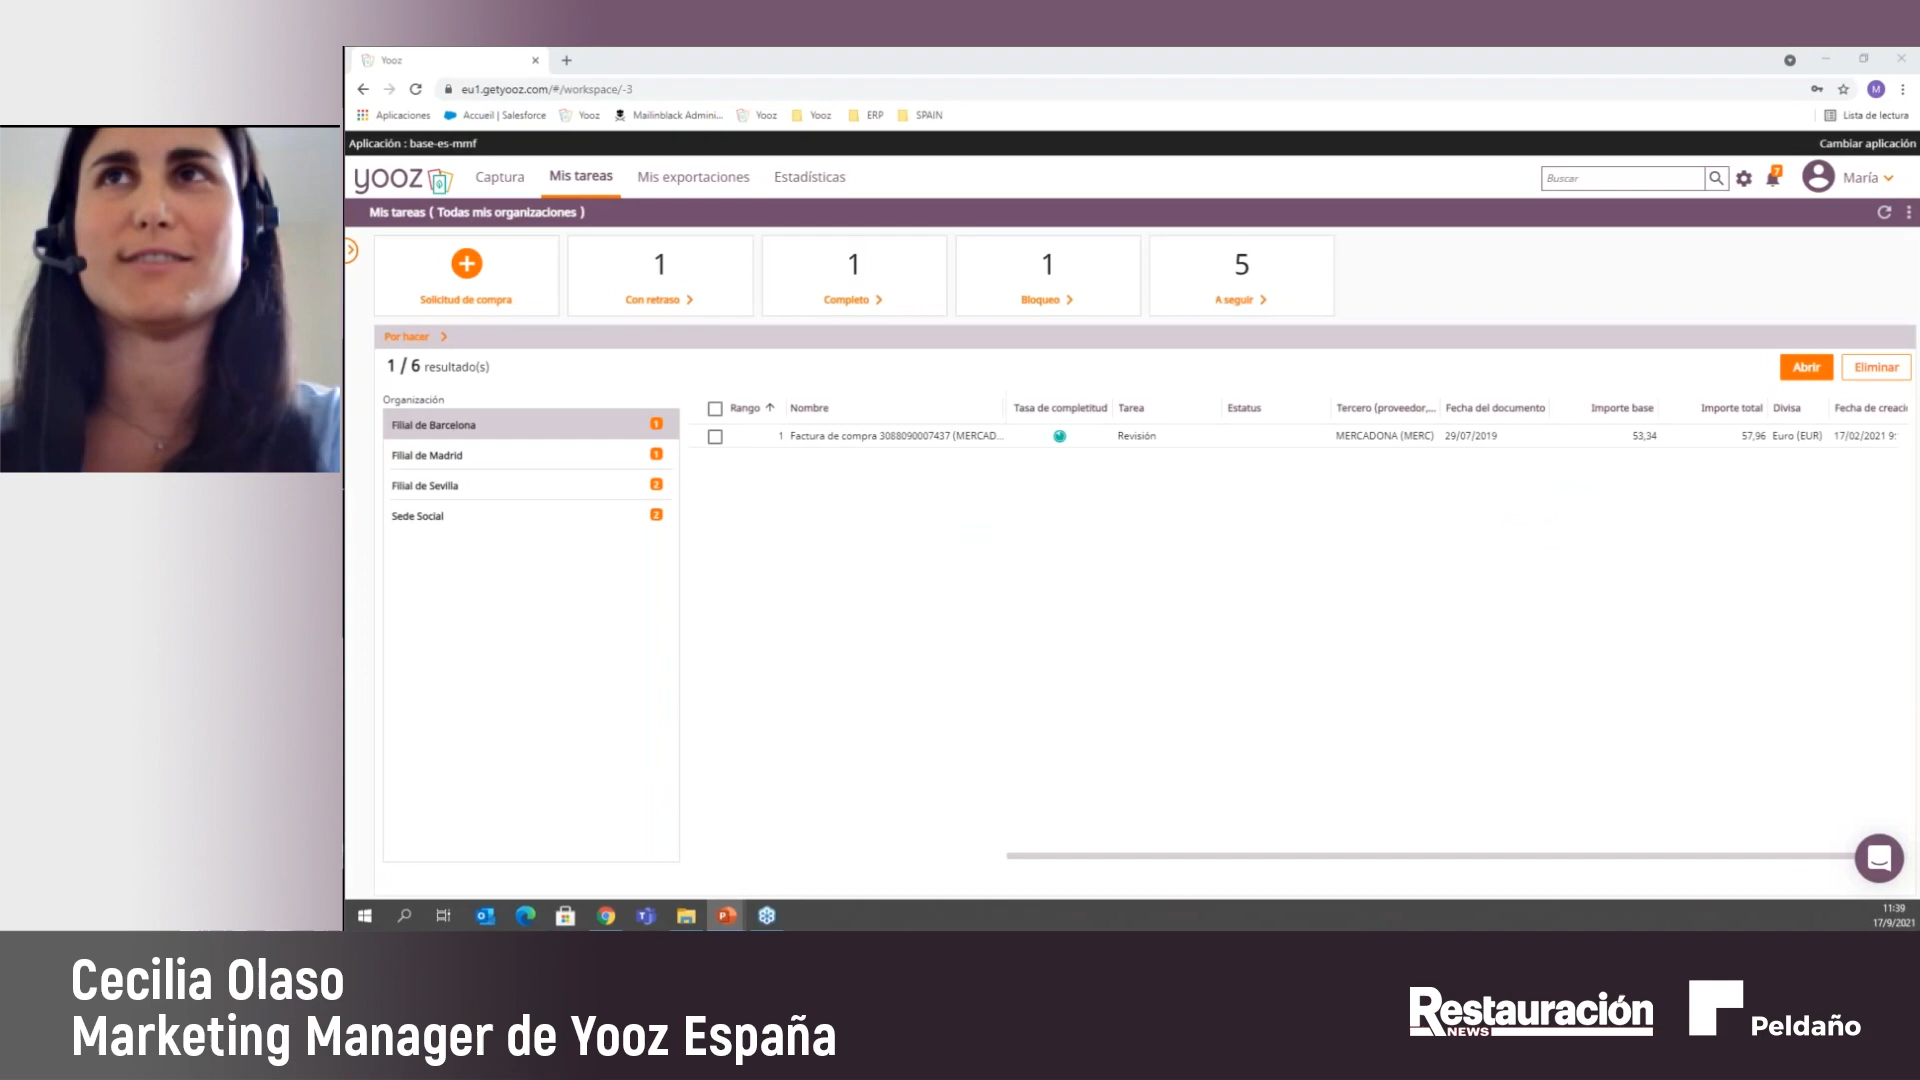 Yooz
eu1.getyooz.com/#/workspace/-3
M
Aplicaciones
Accueil | Salesforce
Yooz
Mailinblack Admini...
Yooz
Yooz
ERP
SPAIN
Lista de lectura
Aplicación : base-es-mmf
Cambiar aplicación
yooz
Captura
Mis tareas
Mis exportaciones
Estadísticas
Buscar
7
María
Mis tareas ( Todas mis organizaciones )
Solicitud de compra
1
Con retraso
1
Completo
1
Bloqueo
5
A seguir
Por hacer
1 / 6 resultado(s)
Abrir
Eliminar
Organización
Filial de Barcelona 1
Filial de Madrid 1
Filial de Sevilla 2
Sede Social 2
Rango Nombre Tasa de completitud Tarea Estatus Tercero (proveedor,... Fecha del documento Importe base Importe total Divisa Fecha de creaci
1 Factura de compra 3088090007437 (MERCAD... Revisión MERCADONA (MERC) 29/07/2019 53,34 57,96 Euro (EUR) 17/02/2021 9:
11:39
17/9/2021
Cecilia Olaso
Marketing Manager de Yooz España
Restauración
NEWS
Peldaño